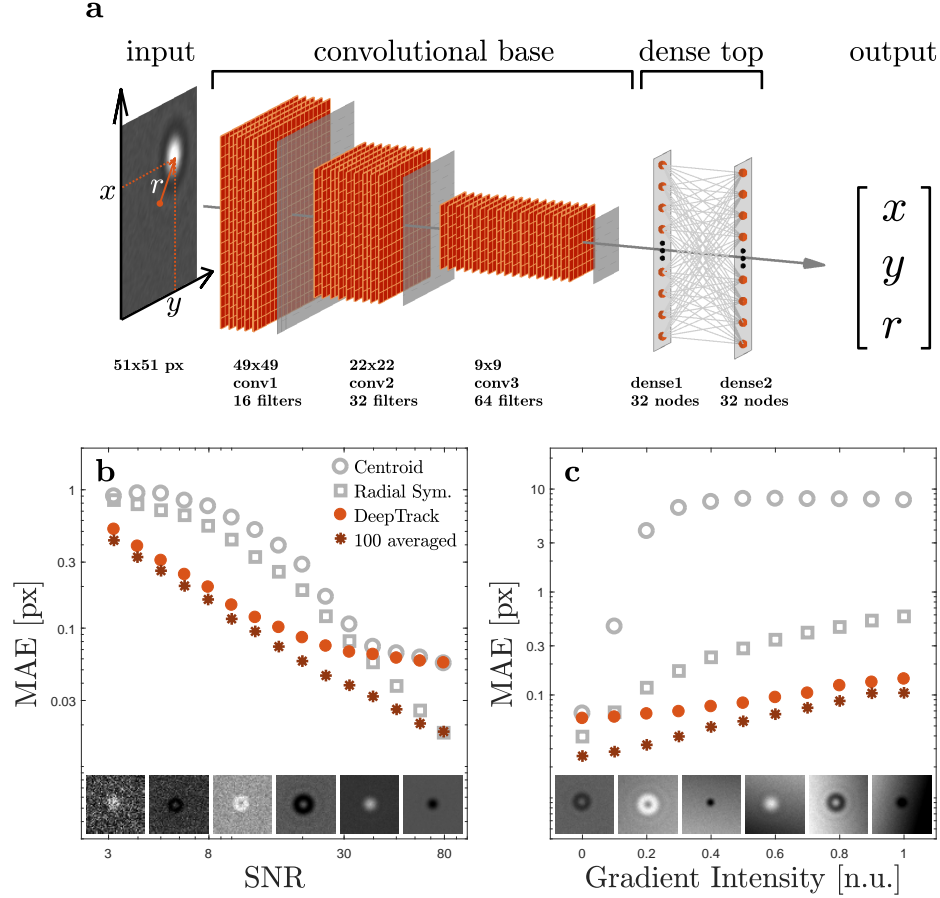 a
input
convolutional base
dense top
output
x
r
y
x
y
r
51x51 px
49x49
conv1
16 filters
22x22
conv2
32 filters
9x9
conv3
64 filters
dense1
32 nodes
dense2
32 nodes
b
Centroid
Radial Sym.
DeepTrack
100 averaged
MAE [px]
1
0.3
0.1
0.03
3
8
30
80
SNR
c
MAE [px]
10
3
1
0.3
0.1
0
0.2
0.4
0.6
0.8
1
Gradient Intensity [n.u.]